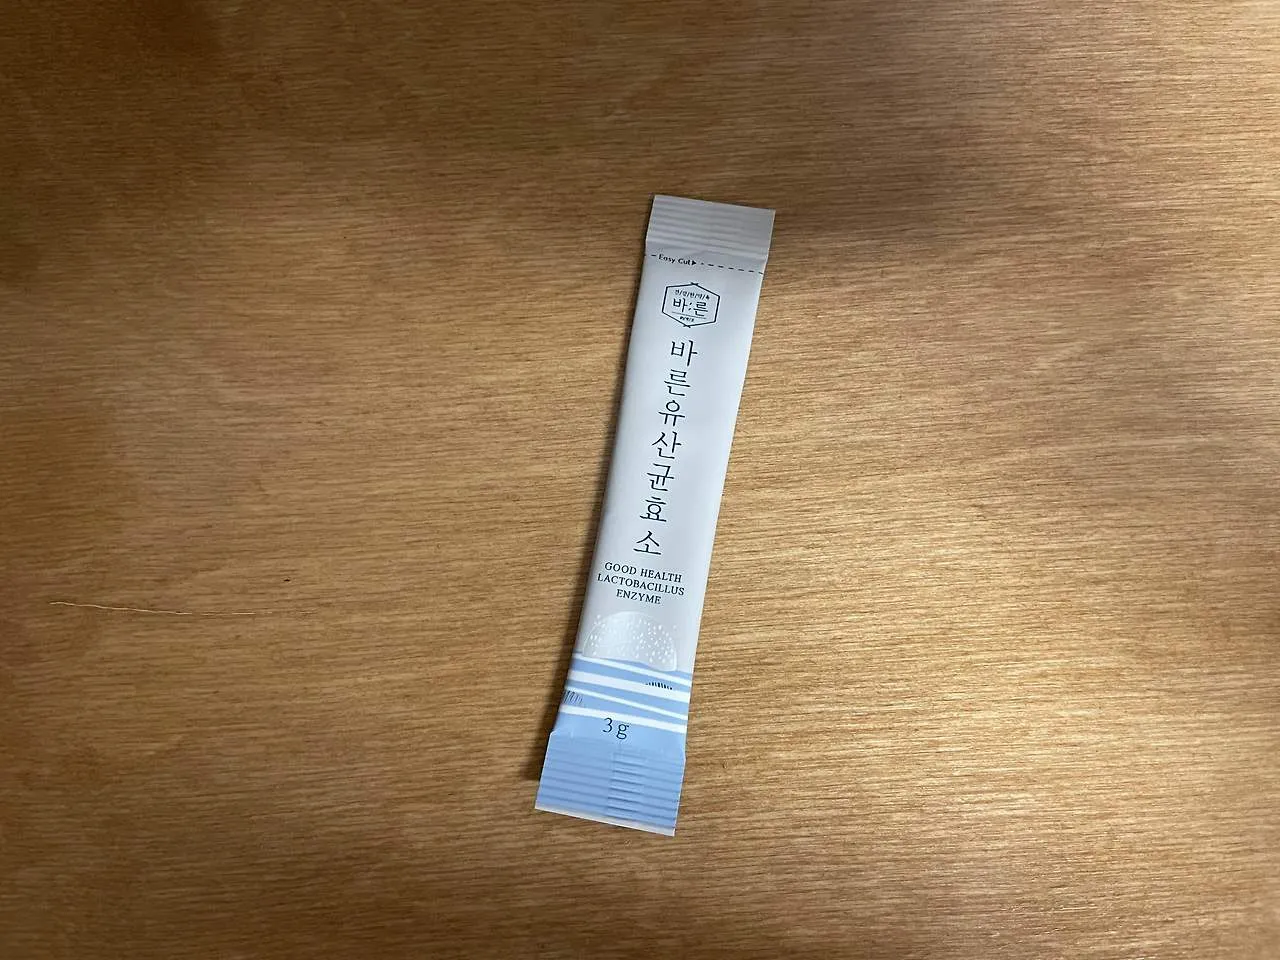 Easy Cut
바른
바른유산균효소
GOOD HEALTH
LACTOBACILLUS
ENZYME
3g